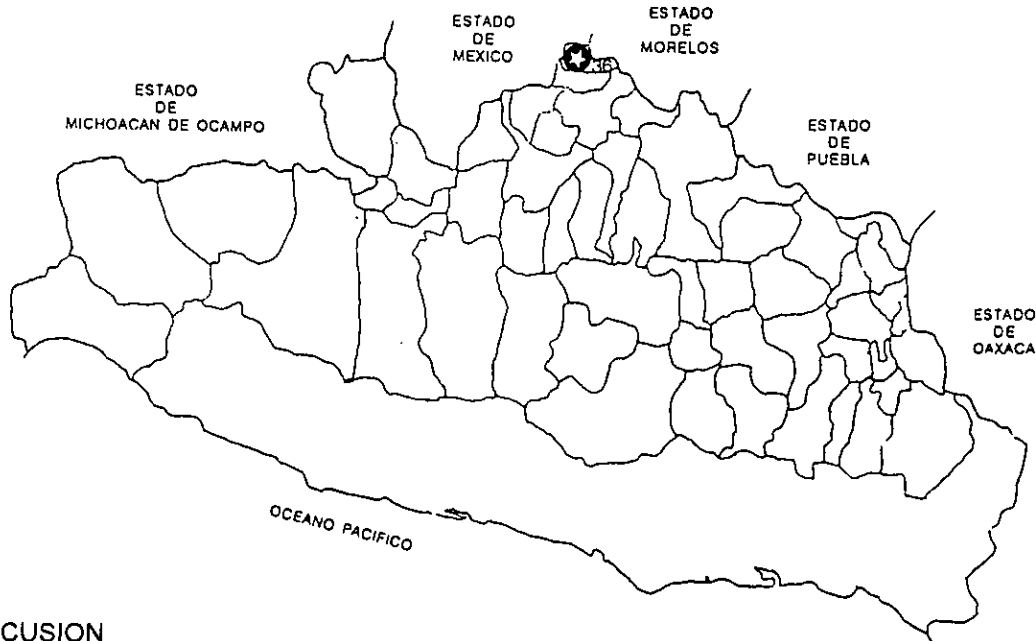 ESTADO
DE
MEXICO
ESTADO
DE
MORELOS
36
ESTADO
DE
MICHOACAN DE OCAMPO
ESTADO
DE
PUEBLA
ESTADO
DE
OAXACA
OCEANO PACIFICO
CUSION